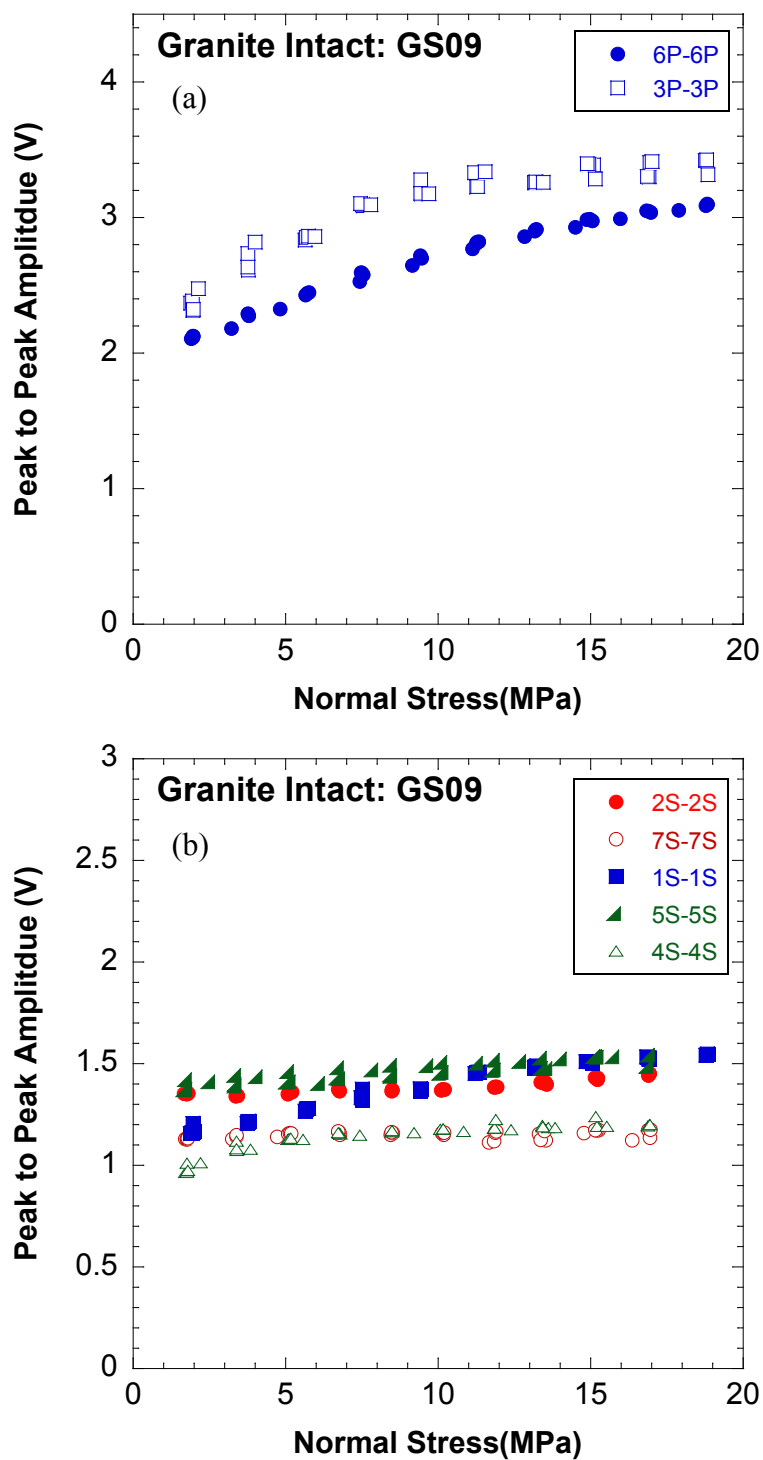 Granite Intact: GS09
(a)
6P-6P
3P-3P
4
3
2
1
0
0 5 10 15 20
Peak to Peak Amplitdue (V)
Normal Stress(MPa)
Granite Intact: GS09
(b)
2S-2S
7S-7S
1S-1S
5S-5S
4S-4S
3
2.5
2
1.5
1
0.5
0
0 5 10 15 20
Peak to Peak Amplitdue (V)
Normal Stress(MPa)